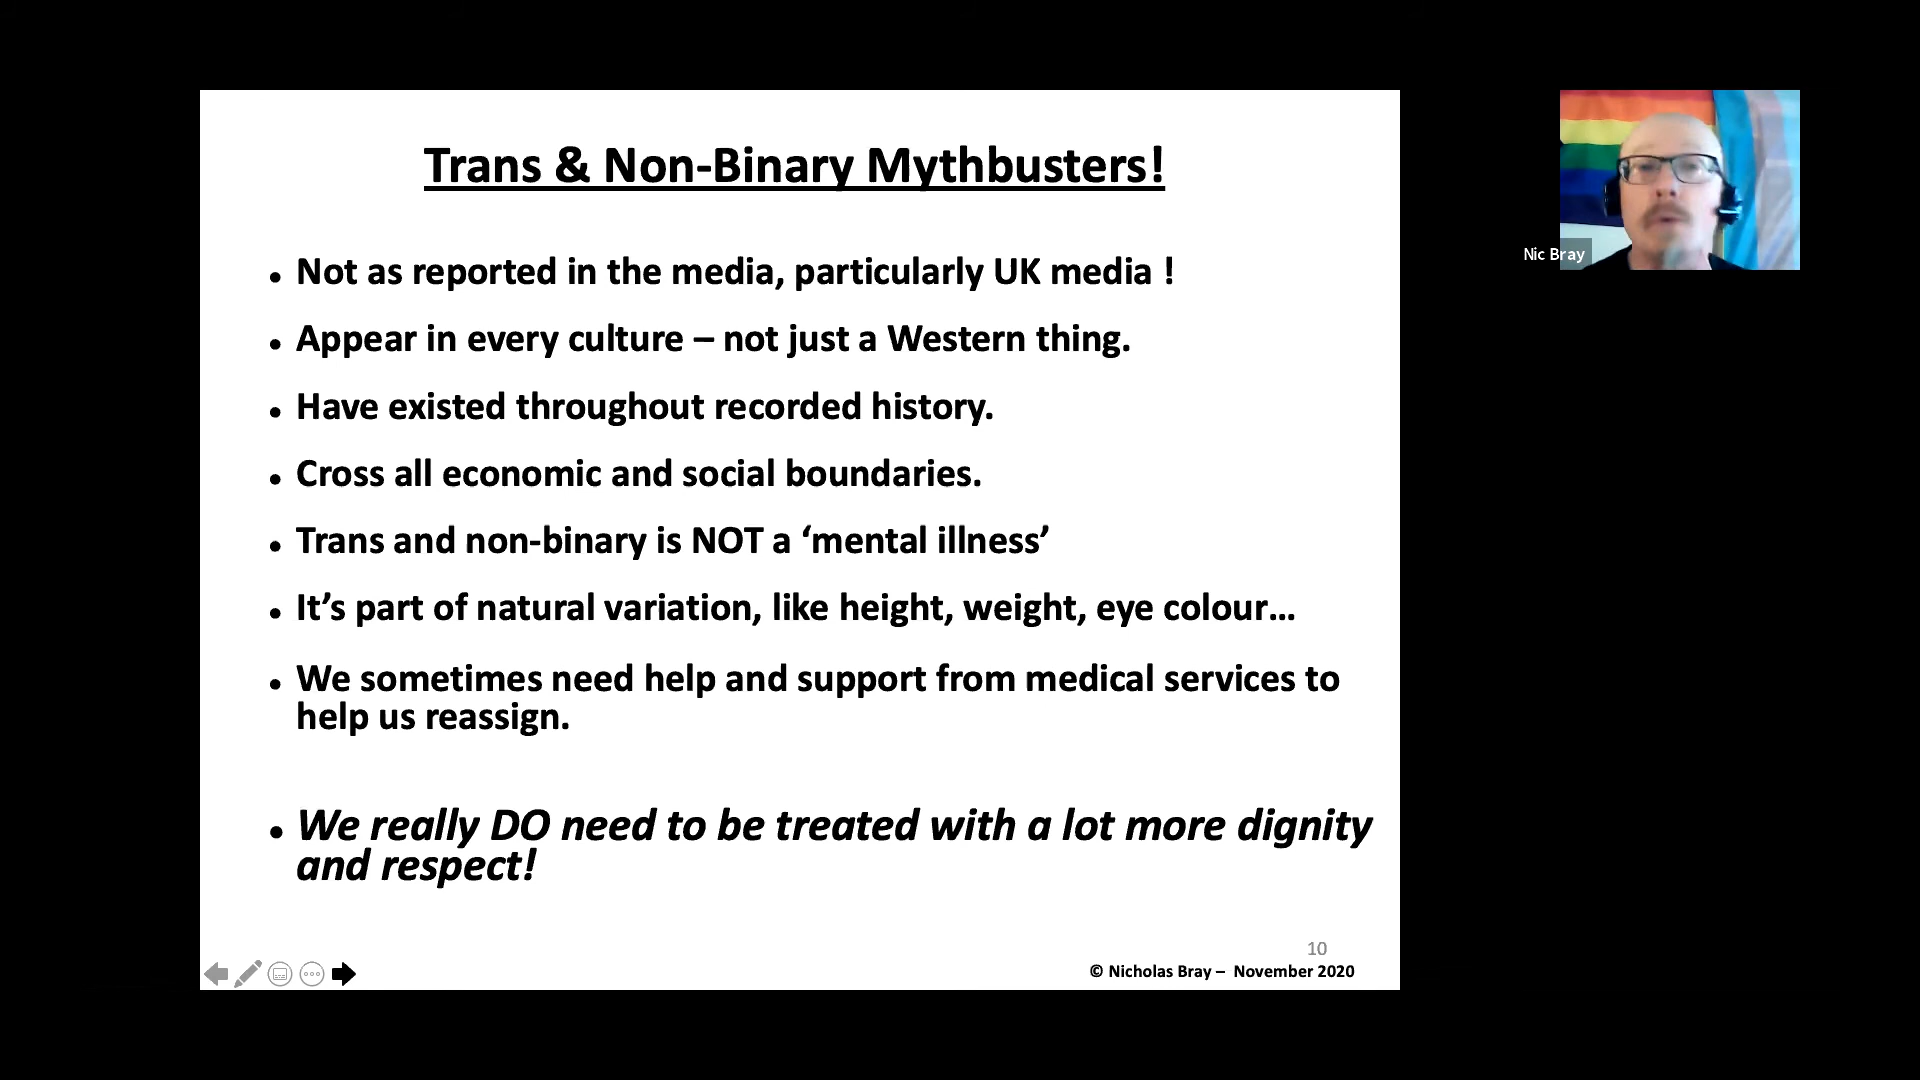 Trans & Non-Binary Mythbusters!
Not as reported in the media, particularly UK media !
Appear in every culture – not just a Western thing.
Have existed throughout recorded history.
Cross all economic and social boundaries.
Trans and non-binary is NOT a ‘mental illness’
It’s part of natural variation, like height, weight, eye colour...
We sometimes need help and support from medical services to
help us reassign.
We really DO need to be treated with a lot more dignity
and respect!
10
© Nicholas Bray – November 2020
Nic Bray